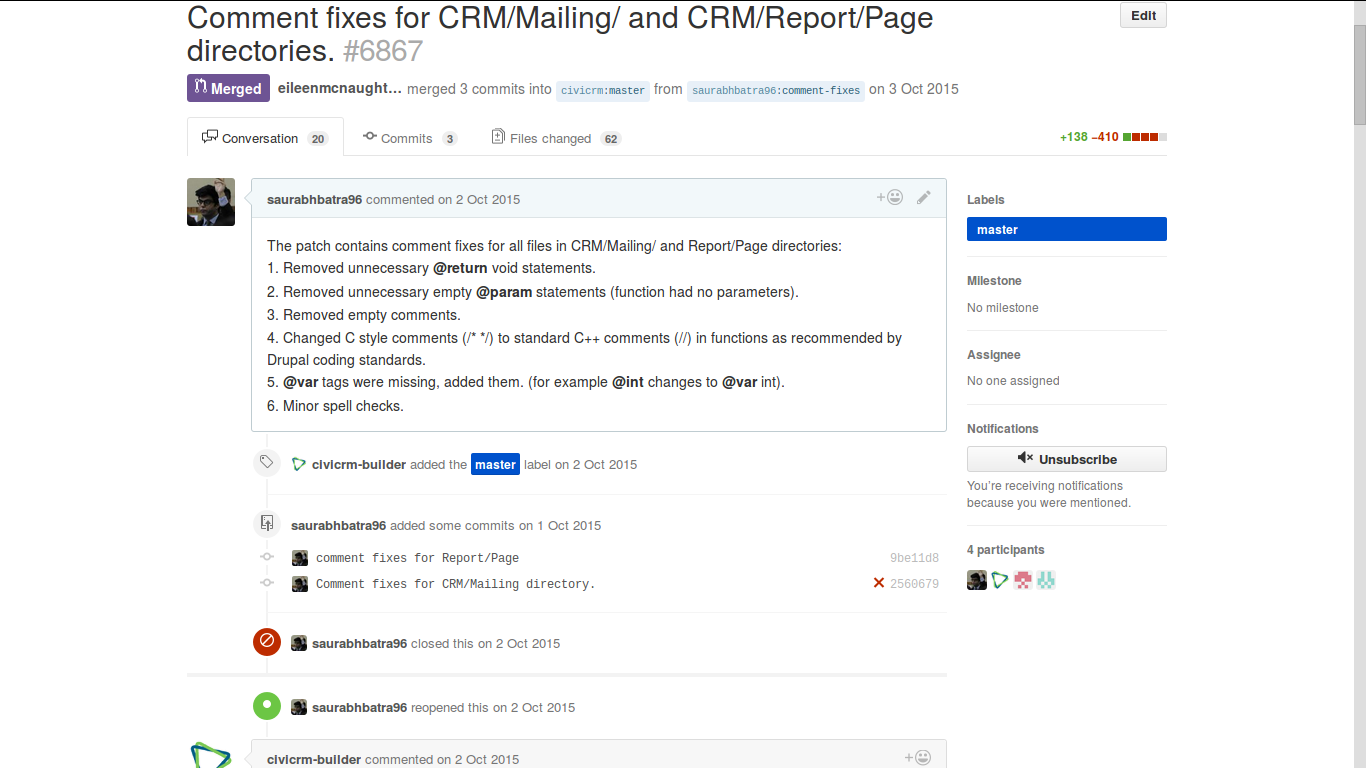 Comment fixes for CRM/Mailing/ and CRM/Report/Page
directories. #6867
Edit
Merged eileenmcnaught... merged 3 commits into civicrm:master from saurabhbatra96:comment-fixes on 3 Oct 2015
Conversation 20 Commits 3 Files changed 62 +138 −410
saurabhbatra96 commented on 2 Oct 2015
The patch contains comment fixes for all files in CRM/Mailing/ and Report/Page directories:
1. Removed unnecessary @return void statements.
2. Removed unnecessary empty @param statements (function had no parameters).
3. Removed empty comments.
4. Changed C style comments (/* */) to standard C++ comments (//) in functions as recommended by
Drupal coding standards.
5. @var tags were missing, added them. (for example @int changes to @var int).
6. Minor spell checks.
civicrm-builder added the master label on 2 Oct 2015
saurabhbatra96 added some commits on 1 Oct 2015
comment fixes for Report/Page 9be11d8
Comment fixes for CRM/Mailing directory. 2560679
saurabhbatra96 closed this on 2 Oct 2015
saurabhbatra96 reopened this on 2 Oct 2015
civicrm-builder commented on 2 Oct 2015
Labels
master
Milestone
No milestone
Assignee
No one assigned
Notifications
Unsubscribe
You're receiving notifications
because you were mentioned.
4 participants